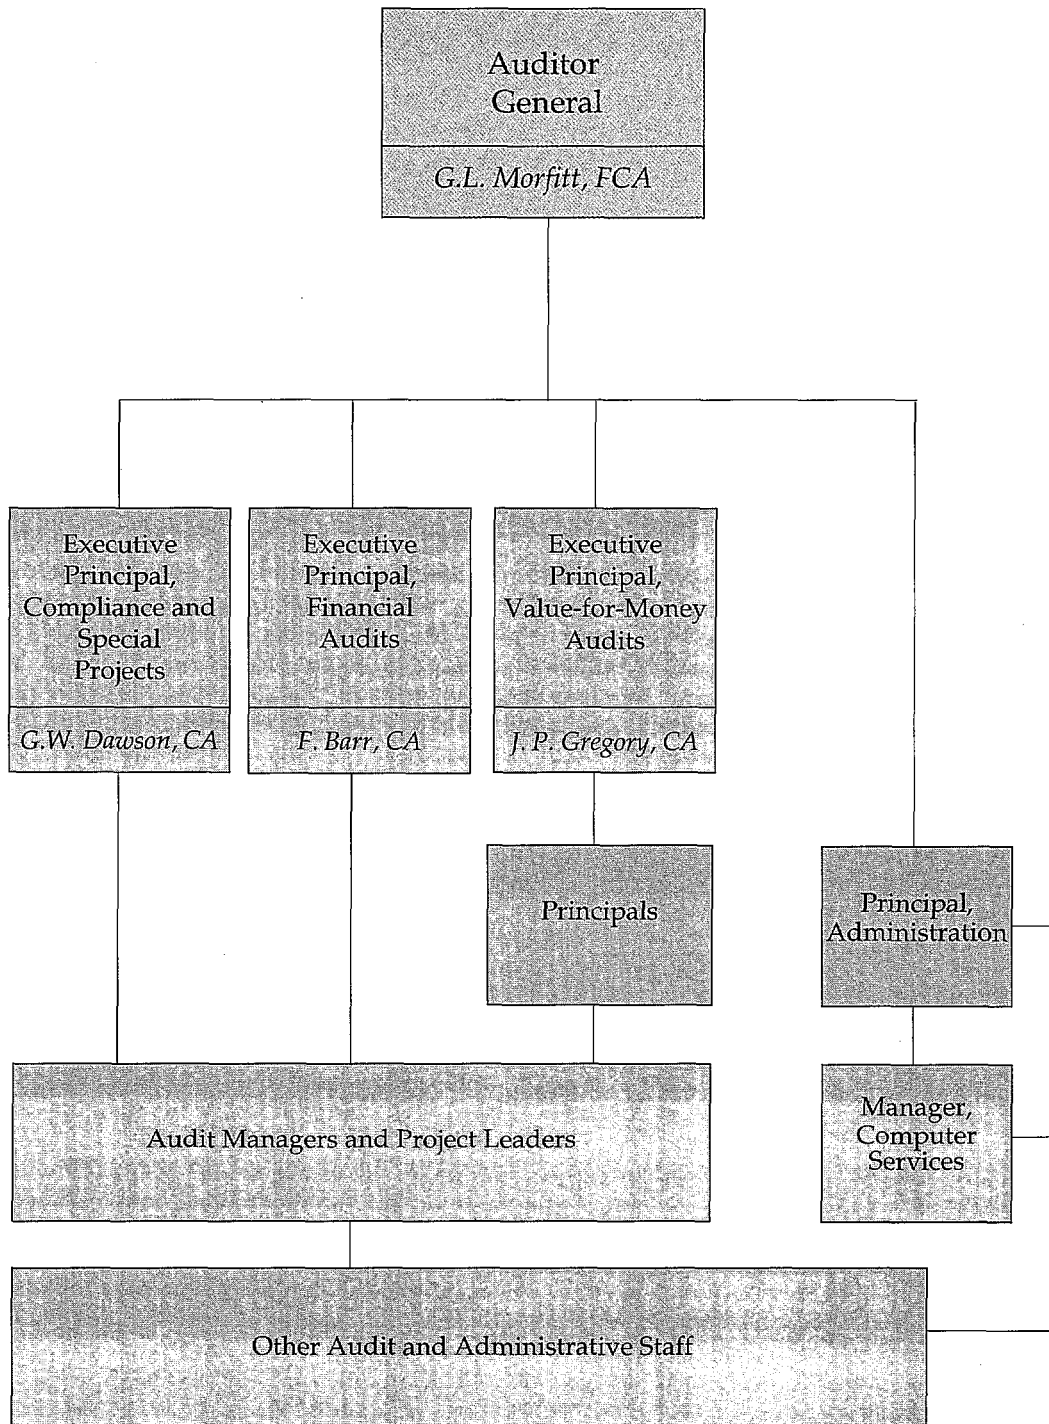 Auditor
General
G.L. Morfitt, FCA
Executive
Principal,
Compliance and
Special
Projects
G.W. Dawson, CA
Executive
Principal,
Financial
Audits
F. Barr, CA
Executive
Principal,
Value-for-Money
Audits
J. P. Gregory, CA
Principals
Principal,
Administration
Audit Managers and Project Leaders
Manager,
Computer
Services
Other Audit and Administrative Staff